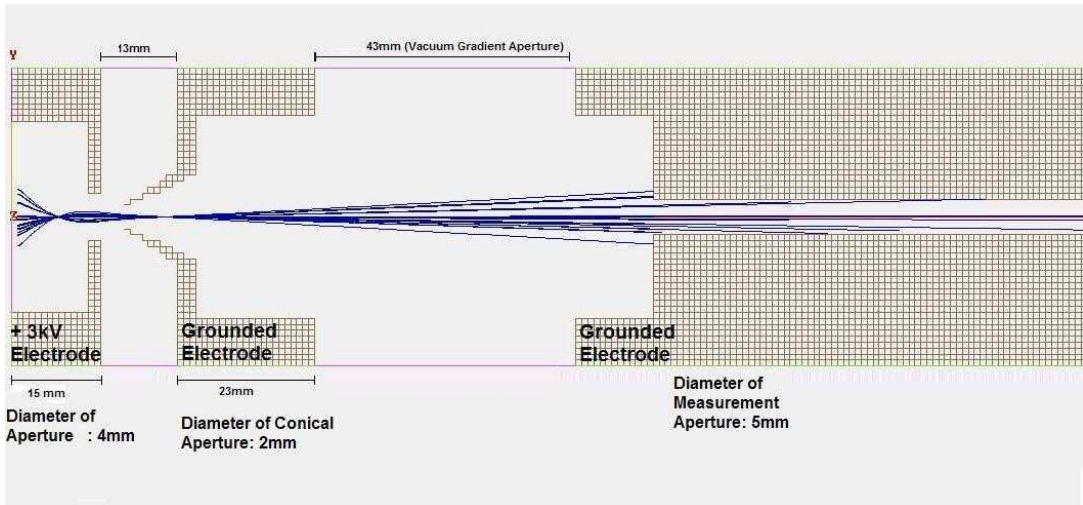 43mm (Vacuum Gradient Aperture)
13mm
Y
Z
+ 3kV
Electrode
Grounded
Electrode
Grounded
Electrode
15 mm
23mm
Diameter of
Aperture : 4mm
Diameter of Conical
Aperture: 2mm
Diameter of
Measurement
Aperture: 5mm